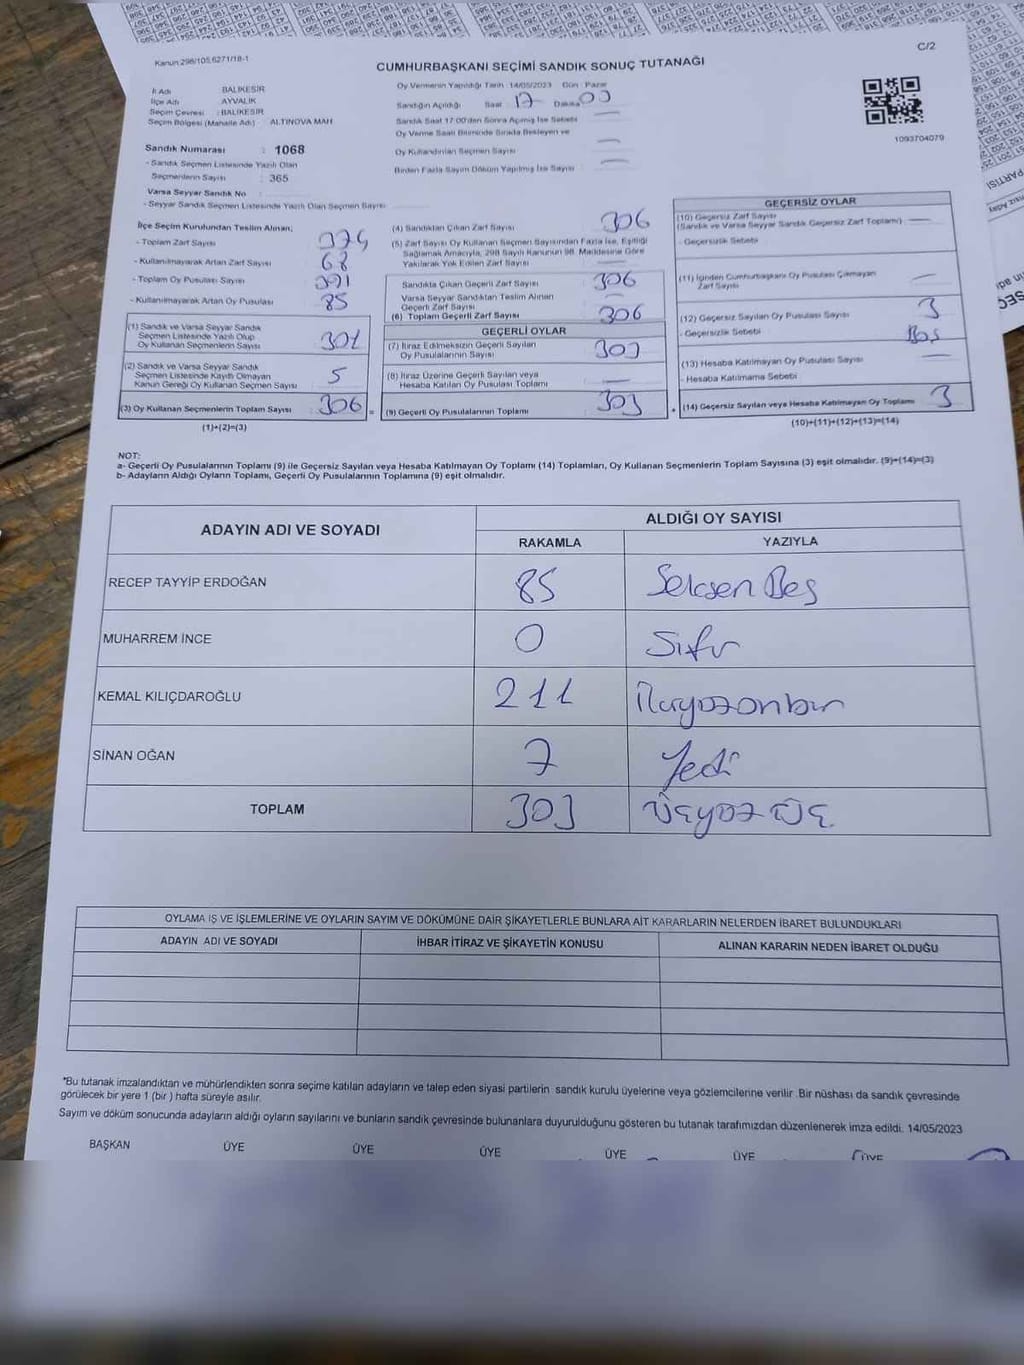 C/2
Kanun 298/105,6271/18-1
CUMHURBAŞKANI SEÇİMİ SANDIK SONUÇ TUTANAĞI
İl Adı BALIKESİR
İlçe Adı AYVALIK
Seçim Çevresi : BALIKESİR
Seçim Bölgesi (Mahalle Adı) : ALTINOVA MAH
Oy Vermenin Yapıldığı Tarih : 14/05/2023 Gün : Pazar
Sandığın Açıldığı Saat : 17 Dakika 03
Sandık Saat 17:00'den Sonra Açılmış İse Sebebi
Oy Verme Saati Bitiminde Sırada Bekleyen ve
Oy Kullandırılan Seçmen Sayısı
Birden Fazla Sayım Döküm Yapılmış İse Sayısı
1093704079
Sandık Numarası : 1068
- Sandık Seçmen Listesinde Yazılı Olan
Seçmenlerin Sayısı : 365
Varsa Seyyar Sandık No
- Seyyar Sandık Seçmen Listesinde Yazılı Olan Seçmen Sayısı
İlçe Seçim Kurulundan Teslim Alınan;
- Toplam Zarf Sayısı
- Kullanılmayarak Artan Zarf Sayısı 68
- Toplam Oy Pusulası Sayısı
- Kullanılmayarak Artan Oy Pusulası 85
(1) Sandık ve Varsa Seyyar Sandık
Seçmen Listesinde Yazılı Olup
Oy Kullanan Seçmenlerin Sayısı 301
(2) Sandık ve Varsa Seyyar Sandık
Seçmen Listesinde Kayıtlı Olmayan
Kanun Gereği Oy Kullanan Seçmen Sayısı 5
(3) Oy Kullanan Seçmenlerin Toplam Sayısı 306 =
(1)+(2)=(3)
(4) Sandıktan Çıkan Zarf Sayısı 306
(5) Zarf Sayısı Oy Kullanan Seçmen Sayısından Fazla İse, Eşitliği
Sağlamak Amacıyla, 298 Sayılı Kanunun 98. Maddesine Göre
Yakılarak Yok Edilen Zarf Sayısı
Sandıkta Çıkan Geçerli Zarf Sayısı 306
Varsa Seyyar Sandıktan Teslim Alınan
Geçerli Zarf Sayısı
(6) Toplam Geçerli Zarf Sayısı 306
GEÇERLİ OYLAR
(7) İtiraz Edilmeksizin Geçerli Sayılan
Oy Pusulalarının Sayısı 303
(8) İtiraz Üzerine Geçerli Sayılan veya
Hesaba Katılan Oy Pusulası Toplamı
(9) Geçerli Oy Pusulalarının Toplamı 303 +
GEÇERSİZ OYLAR
(10) Geçersiz Zarf Sayısı
(Sandık ve Varsa Seyyar Sandık Geçersiz Zarf Toplamı)
- Geçersizlik Sebebi
(11) İçinden Cumhurbaşkanı Oy Pusulası Çıkmayan
Zarf Sayısı
(12) Geçersiz Sayılan Oy Pusulası Sayısı 3
- Geçersizlik Sebebi Boş
(13) Hesaba Katılmayan Oy Pusulası Sayısı
- Hesaba Katılmama Sebebi
(14) Geçersiz Sayılan veya Hesaba Katılmayan Oy Toplamı 3
(10)+(11)+(12)+(13)=(14)
NOT:
a- Geçerli Oy Pusulalarının Toplamı (9) ile Geçersiz Sayılan veya Hesaba Katılmayan Oy Toplamı (14) Toplamları, Oy Kullanan Seçmenlerin Toplam Sayısına (3) eşit olmalıdır. (9)+(14)=(3)
b- Adayların Aldığı Oyların Toplamı, Geçerli Oy Pusulalarının Toplamına (9) eşit olmalıdır.
ADAYIN ADI VE SOYADI ALDIĞI OY SAYISI
RAKAMLA YAZIYLA
RECEP TAYYİP ERDOĞAN 85 Seksen Beş
MUHARREM İNCE 0 Sıfır
KEMAL KILIÇDAROĞLU 211 İkiyüzonbir
SİNAN OĞAN 7 Yedi
TOPLAM 303 Üçyüz Üç
OYLAMA İŞ VE İŞLEMLERİNE VE OYLARIN SAYIM VE DÖKÜMÜNE DAİR ŞİKAYETLERLE BUNLARA AİT KARARLARIN NELERDEN İBARET BULUNDUKLARI
ADAYIN ADI VE SOYADI İHBAR İTİRAZ VE ŞİKAYETİN KONUSU ALINAN KARARIN NEDEN İBARET OLDUĞU
*Bu tutanak imzalandıktan ve mühürlendikten sonra seçime katılan adayların ve talep eden siyasi partilerin sandık kurulu üyelerine veya gözlemcilerine verilir .Bir nüshası da sandık çevresinde
görülecek bir yere 1 (bir ) hafta süreyle asılır.
Sayım ve döküm sonucunda adayların aldığı oyların sayılarını ve bunların sandık çevresinde bulunanlara duyurulduğunu gösteren bu tutanak tarafımızdan düzenlenerek imza edildi. 14/05/2023
BAŞKAN ÜYE ÜYE ÜYE ÜYE ÜYE ÜYE